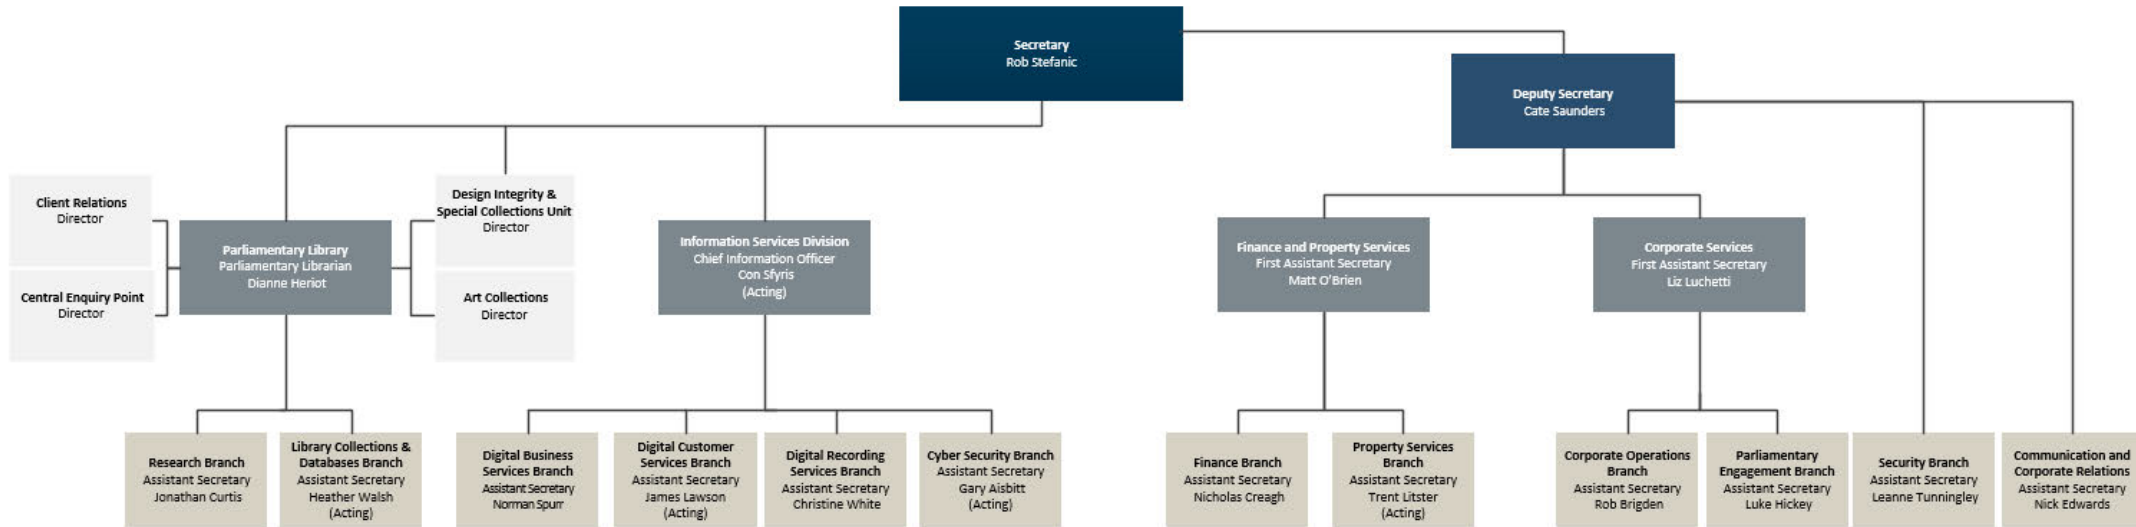 Secretary
Rob Stefanic
Deputy Secretary
Cate Saunders
Client Relations
Director
Central Enquiry Point
Director
Parliamentary Library
Parliamentary Librarian
Dianne Heriot
Design Integrity &
Special Collections Unit
Director
Art Collections
Director
Information Services Division
Chief Information Officer
Con Sfyris
(Acting)
Finance and Property Services
First Assistant Secretary
Matt O'Brien
Corporate Services
First Assistant Secretary
Liz Luchetti
Research Branch
Assistant Secretary
Jonathan Curtis
Library Collections &
Databases Branch
Assistant Secretary
Heather Walsh
(Acting)
Digital Business
Services Branch
Assistant Secretary
Norman Spurr
Digital Customer
Services Branch
Assistant Secretary
James Lawson
(Acting)
Digital Recording
Services Branch
Assistant Secretary
Christine White
Cyber Security Branch
Assistant Secretary
Gary Aisbitt
(Acting)
Finance Branch
Assistant Secretary
Nicholas Creagh
Property Services
Branch
Assistant Secretary
Trent Litster
(Acting)
Corporate Operations
Branch
Assistant Secretary
Rob Brigden
Parliamentary
Engagement Branch
Assistant Secretary
Luke Hickey
Security Branch
Assistant Secretary
Leanne Tunningley
Communication and
Corporate Relations
Assistant Secretary
Nick Edwards